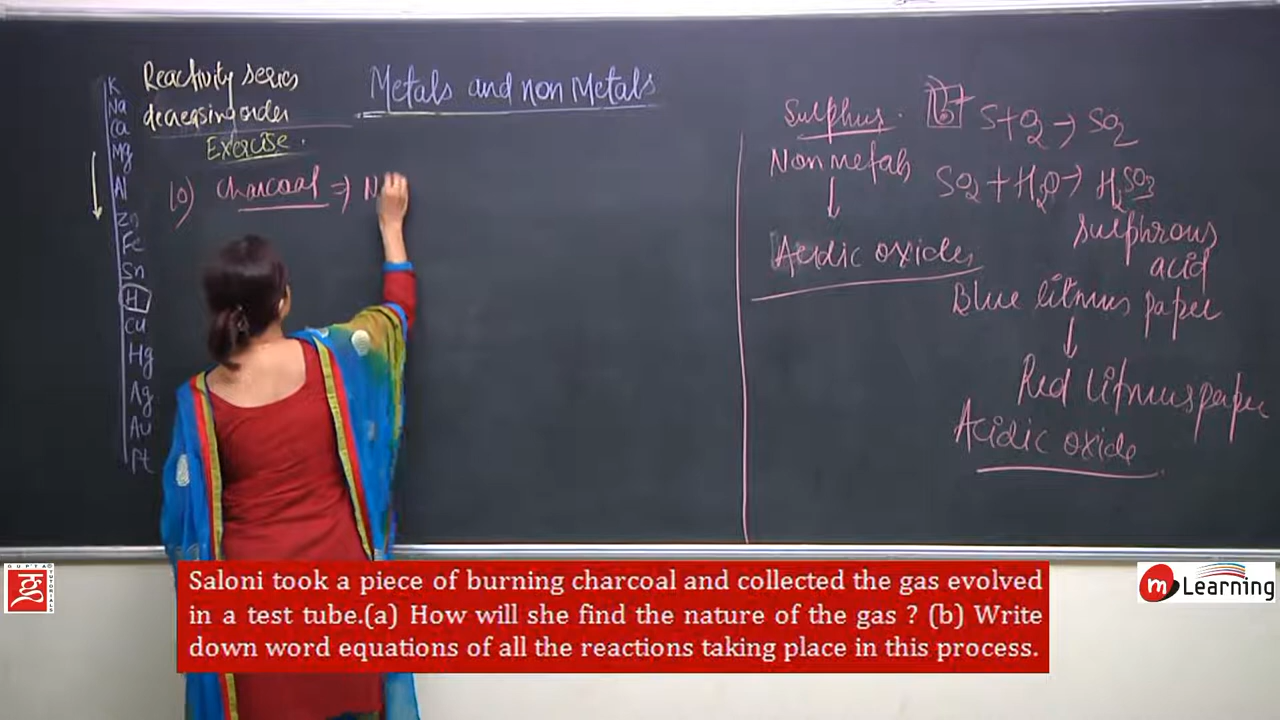 Reactivity series
decreasing order
Metals and non Metals
Exercise.
10) charcoal ⇒ N
K
Na
Ca
Mg
Al
Zn
Fe
Sn
H
Cu
Hg
Ag
Au
Pt
Sulphur. b)
Non metals
↓
Acidic oxides
S+O2 → SO2
SO2 + H2O → H2SO3
sulphrous
acid
Blue litmus paper
↓
Red litmus paper
Acidic oxide
GUPTA
TUTORIALS
Saloni took a piece of burning charcoal and collected the gas evolved
in a test tube.(a) How will she find the nature of the gas ? (b) Write
down word equations of all the reactions taking place in this process.
m Learning